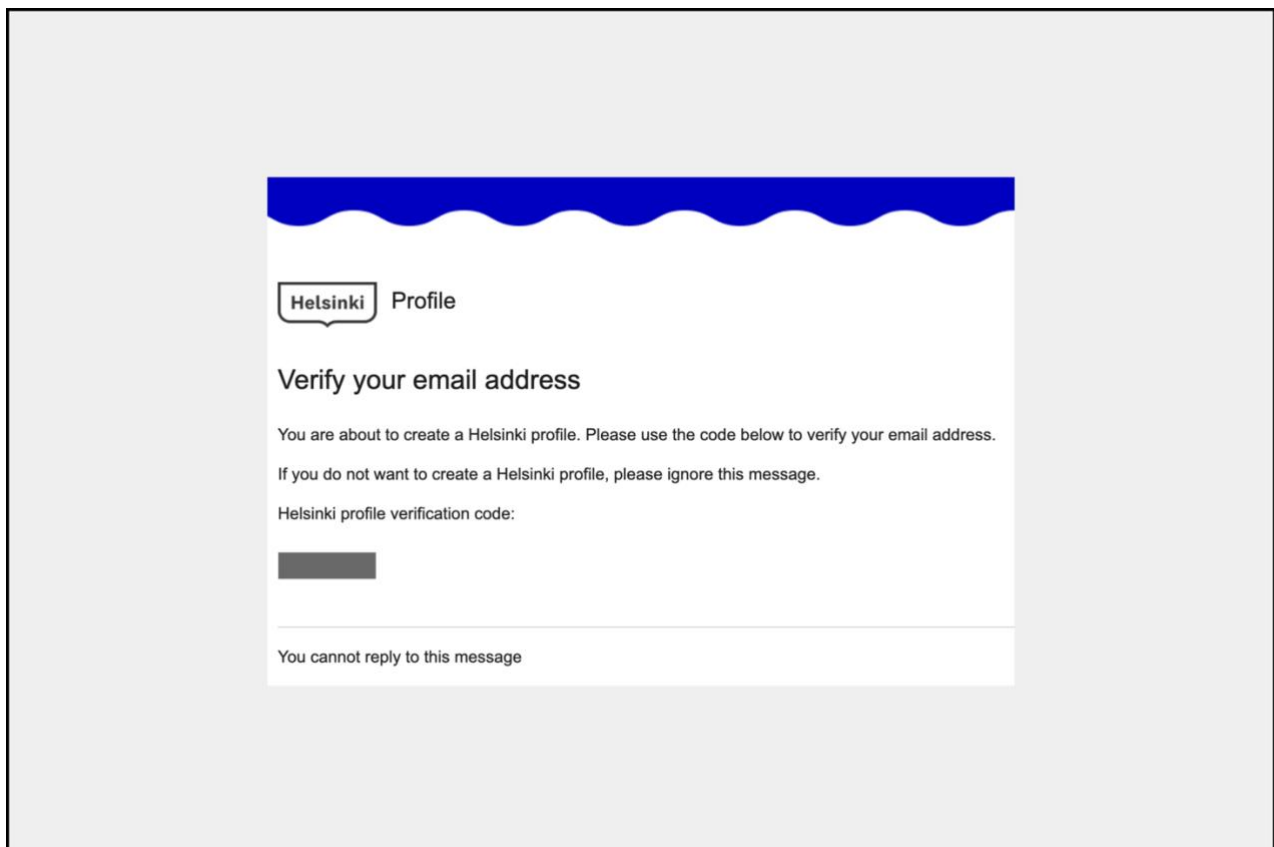 Helsinki Profile
Verify your email address
You are about to create a Helsinki profile. Please use the code below to verify your email address.
If you do not want to create a Helsinki profile, please ignore this message.
Helsinki profile verification code:
You cannot reply to this message